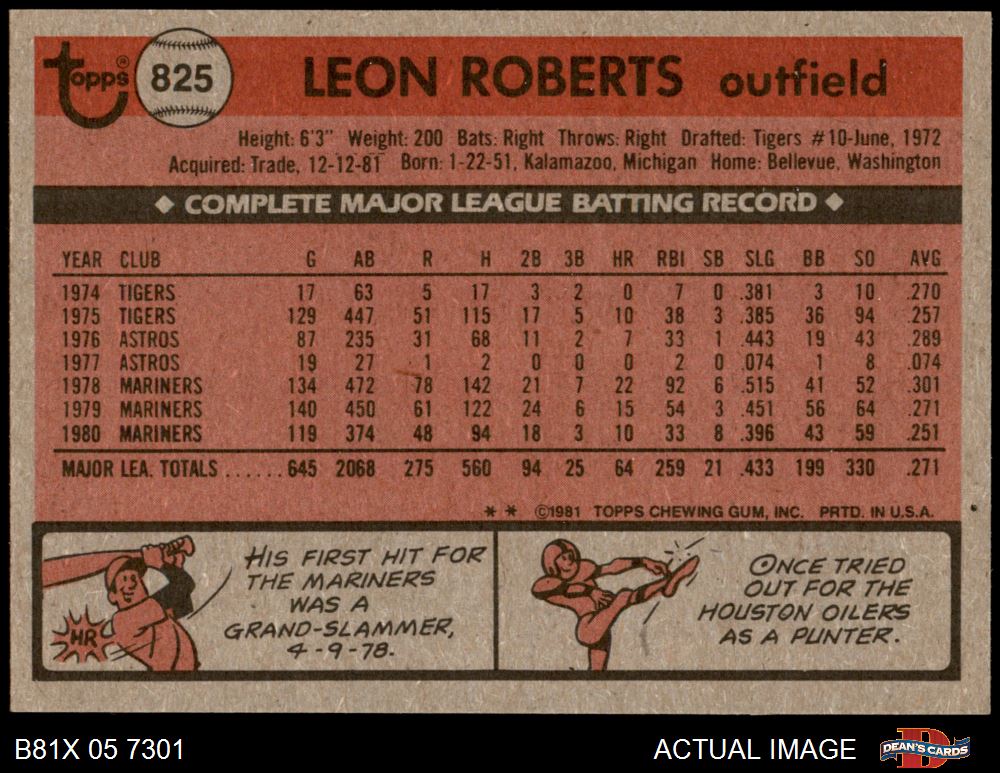 Topps® 825 LEON ROBERTS outfield
Height: 6'3" Weight: 200 Bats: Right Throws: Right Drafted: Tigers #10-June, 1972
Acquired: Trade, 12-12-81 Born: 1-22-51, Kalamazoo, Michigan Home: Bellevue, Washington
◆ COMPLETE MAJOR LEAGUE BATTING RECORD ◆
YEAR CLUB G AB R H 2B 3B HR RBI SB SLG BB SO AVG
1974 TIGERS 17 63 5 17 3 2 0 7 0 .381 3 10 .270
1975 TIGERS 129 447 51 115 17 5 10 38 3 .385 36 94 .257
1976 ASTROS 87 235 31 68 11 2 7 33 1 .443 19 43 .289
1977 ASTROS 19 27 1 2 0 0 0 2 0 .074 1 8 .074
1978 MARINERS 134 472 78 142 21 7 22 92 6 .515 41 52 .301
1979 MARINERS 140 450 61 122 24 6 15 54 3 .451 56 64 .271
1980 MARINERS 119 374 48 94 18 3 10 33 8 .396 43 59 .251
MAJOR LEA. TOTALS ...... 645 2068 275 560 94 25 64 259 21 .433 199 330 .271
* * ©1981 TOPPS CHEWING GUM, INC. PRTD. IN U.S.A.
HIS FIRST HIT FOR
THE MARINERS
WAS A
GRAND-SLAMMER,
4-9-78.
HR
ONCE TRIED
OUT FOR THE
HOUSTON OILERS
AS A PUNTER.
B81X 05 7301 ACTUAL IMAGE DEAN'S CARDS